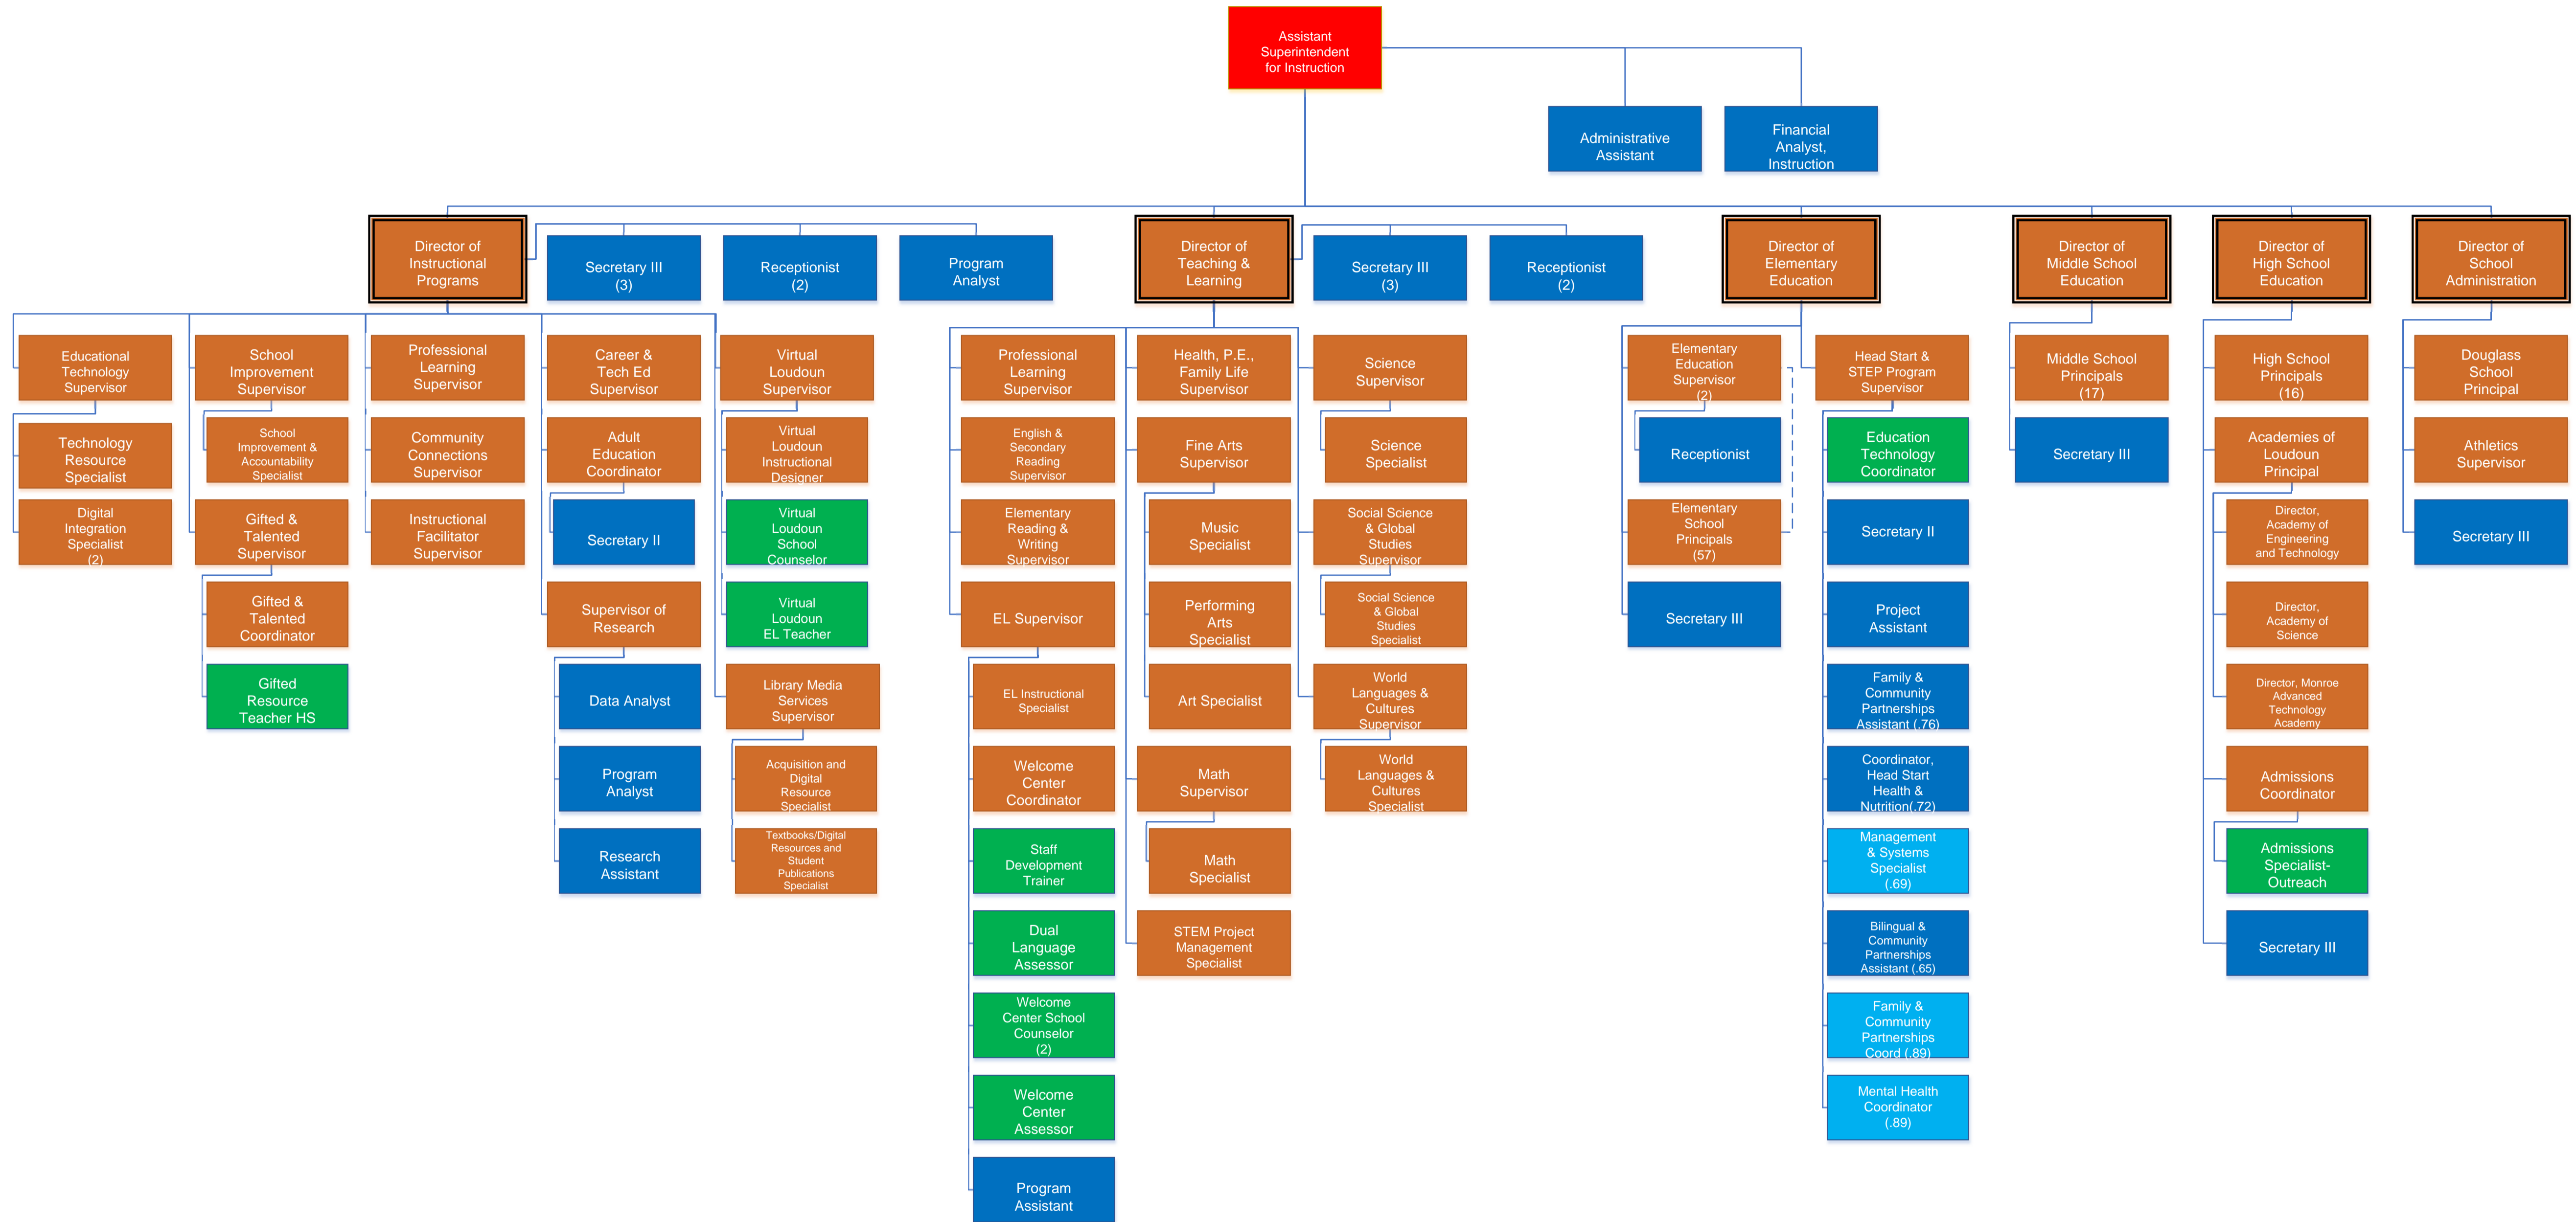 Assistant
Superintendent
for Instruction
Administrative
Assistant
Financial
Analyst,
Instruction
Director of
Instructional
Programs
Secretary III
(3)
Receptionist
(2)
Program
Analyst
Director of
Teaching &
Learning
Secretary III
(3)
Receptionist
(2)
Director of
Elementary
Education
Director of
Middle School
Education
Director of
High School
Education
Director of
School
Administration
Educational
Technology
Supervisor
Technology
Resource
Specialist
Digital
Integration
Specialist
(2)
School
Improvement
Supervisor
School
Improvement &
Accountability
Specialist
Gifted &
Talented
Supervisor
Gifted &
Talented
Coordinator
Gifted
Resource
Teacher HS
Professional
Learning
Supervisor
Community
Connections
Supervisor
Instructional
Facilitator
Supervisor
Career &
Tech Ed
Supervisor
Adult
Education
Coordinator
Secretary II
Supervisor of
Research
Data Analyst
Program
Analyst
Research
Assistant
Virtual
Loudoun
Supervisor
Virtual
Loudoun
Instructional
Designer
Virtual
Loudoun
School
Counselor
Virtual
Loudoun
EL Teacher
Library Media
Services
Supervisor
Acquisition and
Digital
Resource
Specialist
Textbooks/Digital
Resources and
Student
Publications
Specialist
Professional
Learning
Supervisor
English &
Secondary
Reading
Supervisor
Elementary
Reading &
Writing
Supervisor
EL Supervisor
EL Instructional
Specialist
Welcome
Center
Coordinator
Staff
Development
Trainer
Dual
Language
Assessor
Welcome
Center School
Counselor
(2)
Welcome
Center
Assessor
Program
Assistant
Health, P.E.,
Family Life
Supervisor
Fine Arts
Supervisor
Music
Specialist
Performing
Arts
Specialist
Art Specialist
Math
Supervisor
Math
Specialist
STEM Project
Management
Specialist
Science
Supervisor
Science
Specialist
Social Science
& Global
Studies
Supervisor
Social Science
& Global
Studies
Specialist
World
Languages &
Cultures
Supervisor
World
Languages &
Cultures
Specialist
Elementary
Education
Supervisor
(2)
Receptionist
Elementary
School
Principals
(57)
Secretary III
Head Start &
STEP Program
Supervisor
Education
Technology
Coordinator
Secretary II
Project
Assistant
Family &
Community
Partnerships
Assistant (.76)
Coordinator,
Head Start
Health &
Nutrition(.72)
Management
& Systems
Specialist
(.69)
Bilingual &
Community
Partnerships
Assistant (.65)
Family &
Community
Partnerships
Coord (.89)
Mental Health
Coordinator
(.89)
Middle School
Principals
(17)
Secretary III
High School
Principals
(16)
Academies of
Loudoun
Principal
Director,
Academy of
Engineering
and Technology
Director,
Academy of
Science
Director, Monroe
Advanced
Technology
Academy
Admissions
Coordinator
Admissions
Specialist-
Outreach
Secretary III
Douglass
School
Principal
Athletics
Supervisor
Secretary III